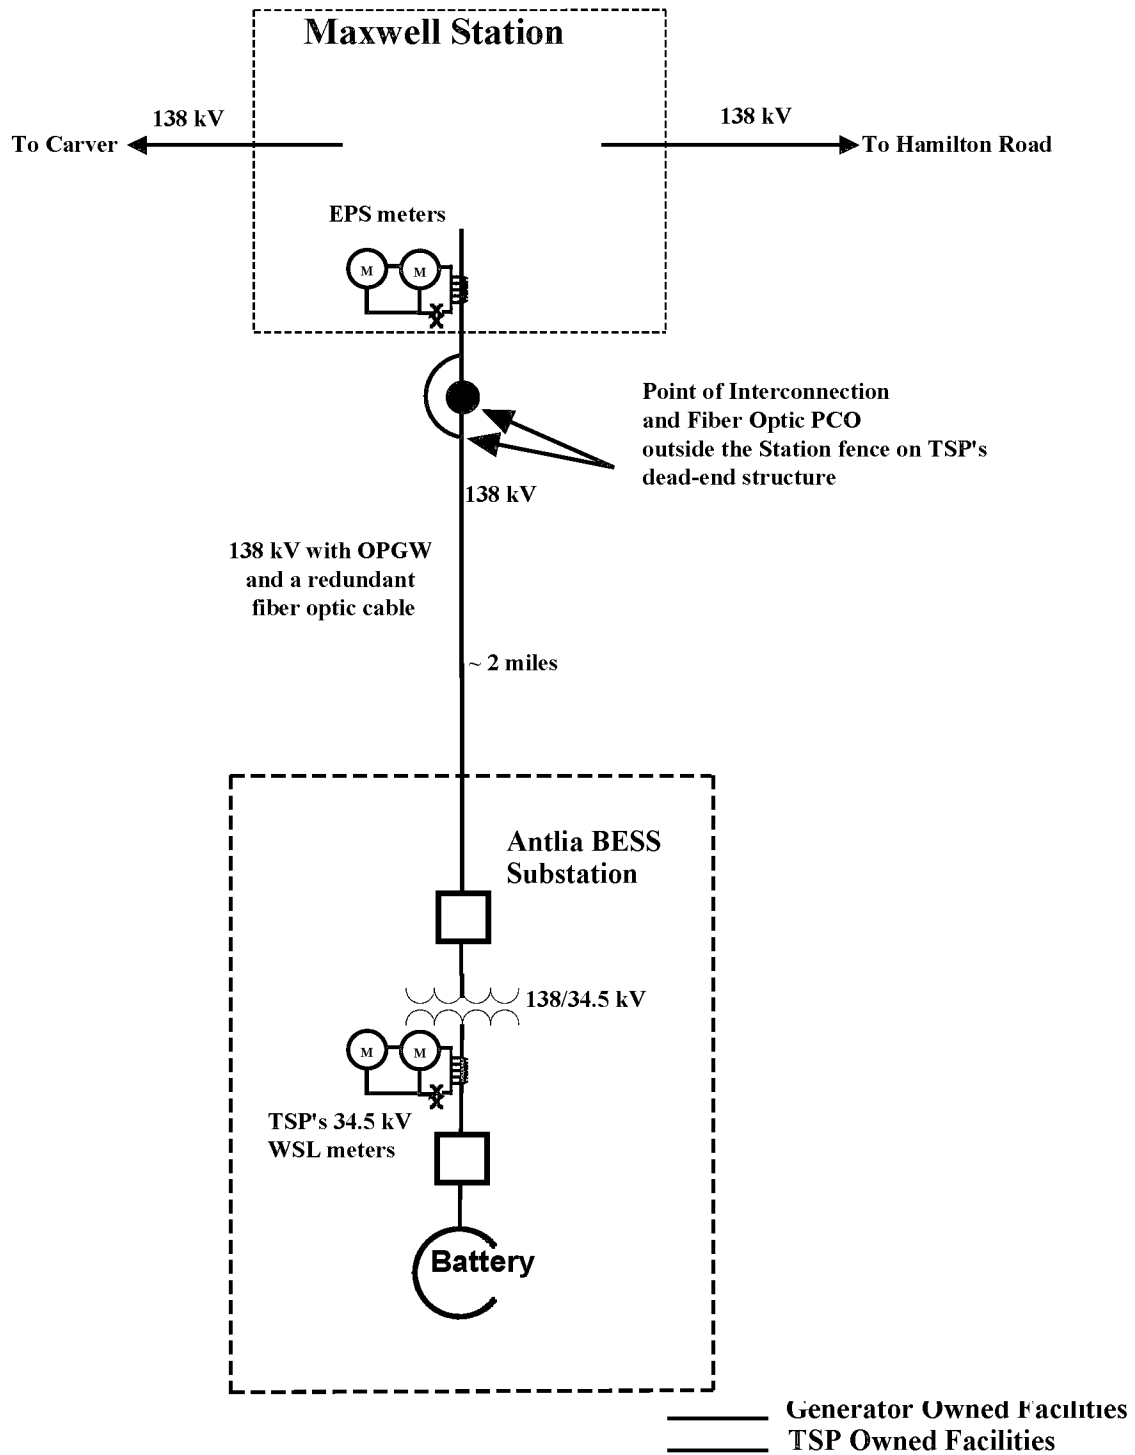 Maxwell Station
138 kV
138 kV
To Carver
To Hamilton Road
EPS meters
M
M
Point of Interconnection
and Fiber Optic PCO
outside the Station fence on TSP's
dead-end structure
138 kV
138 kV with OPGW
and a redundant
fiber optic cable
~ 2 miles
Antlia BESS
Substation
138/34.5 kV
M
M
TSP's 34.5 kV
WSL meters
Battery
Generator Owned Facilities
TSP Owned Facilities